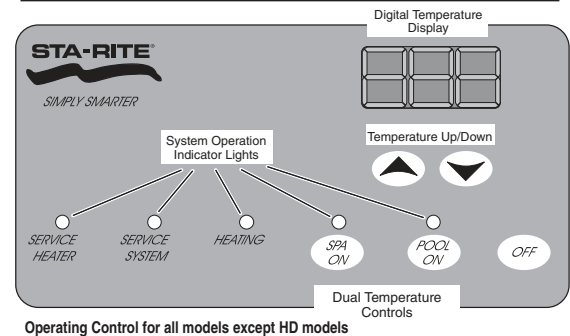 Digital Temperature
Display
STA-RITE®
SIMPLY SMARTER
System Operation
Indicator Lights
Temperature Up/Down
SERVICE
HEATER
SERVICE
SYSTEM
HEATING
SPA
ON
POOL
ON
OFF
Dual Temperature
Controls
Operating Control for all models except HD models